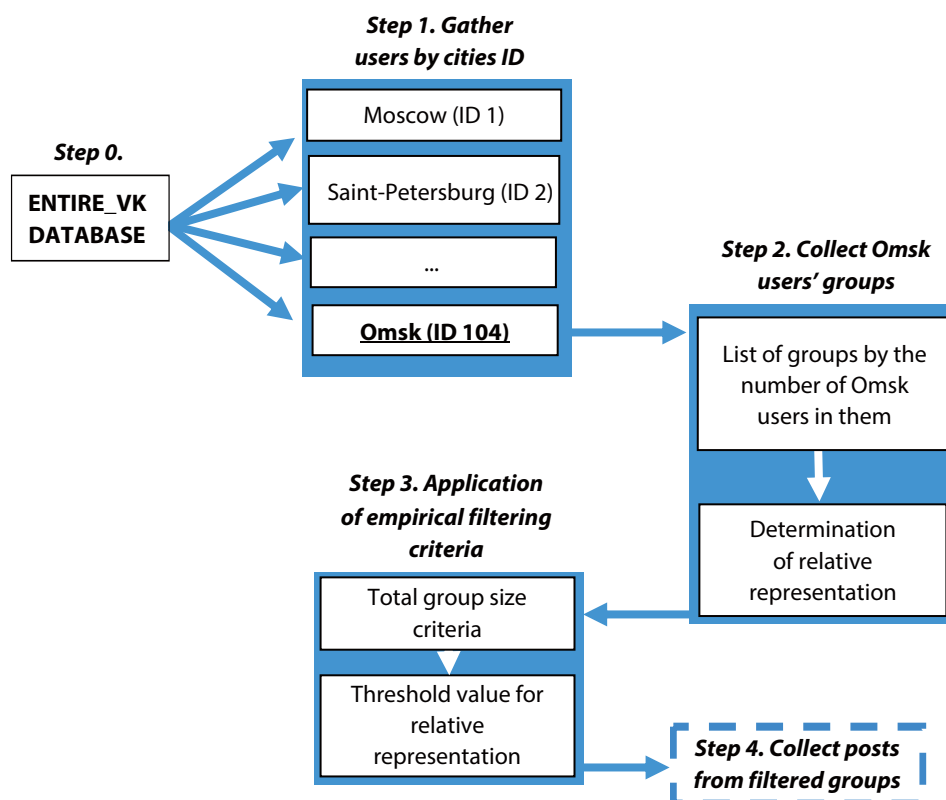 Step 0.
ENTIRE_VK
DATABASE
Step 1. Gather
users by cities ID
Moscow (ID 1)
Saint-Petersburg (ID 2)
...
Omsk (ID 104)
Step 2. Collect Omsk
users’ groups
List of groups by the
number of Omsk
users in them
Determination
of relative
representation
Step 3. Application
of empirical filtering
criteria
Total group size
criteria
Threshold value for
relative
representation
Step 4. Collect posts
from filtered groups